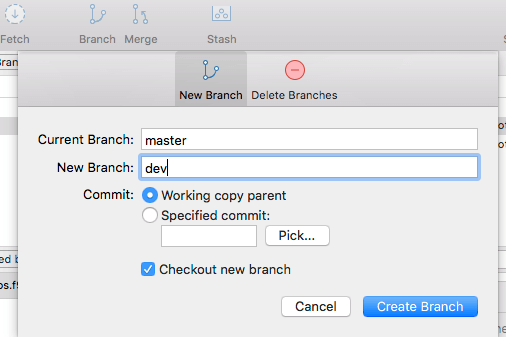 Fetch Branch Merge Stash
New Branch Delete Branches
Current Branch: master
New Branch: dev
Commit: Working copy parent
Specified commit:
Pick...
Checkout new branch
Cancel Create Branch